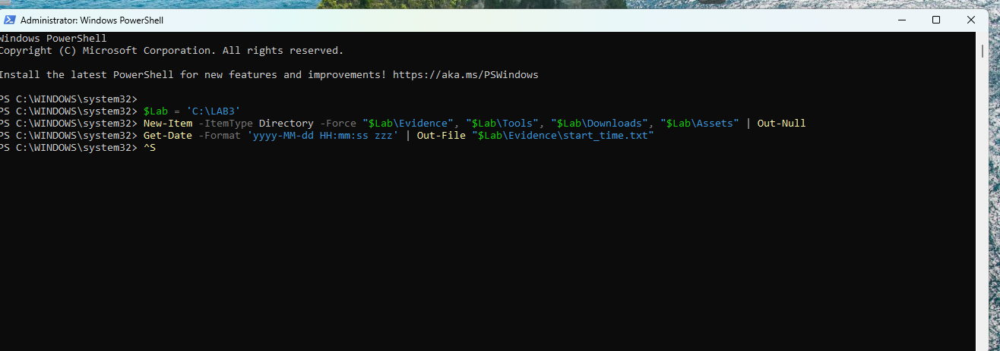 Administrator: Windows PowerShell
Windows PowerShell
Copyright (C) Microsoft Corporation. All rights reserved.
Install the latest PowerShell for new features and improvements! https://aka.ms/PSWindows
PS C:\WINDOWS\system32>
PS C:\WINDOWS\system32> $Lab = 'C:\LAB3'
PS C:\WINDOWS\system32> New-Item -ItemType Directory -Force "$Lab\Evidence", "$Lab\Tools", "$Lab\Downloads", "$Lab\Assets" | Out-Null
PS C:\WINDOWS\system32> Get-Date -Format 'yyyy-MM-dd HH:mm:ss zzz' | Out-File "$Lab\Evidence\start_time.txt"
PS C:\WINDOWS\system32> ^S